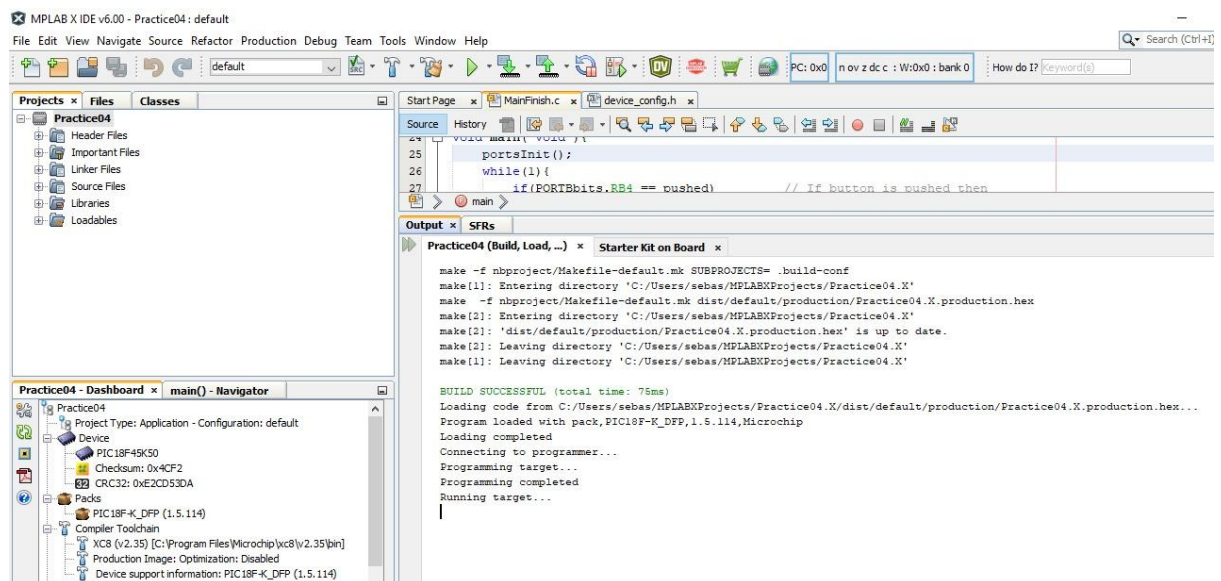 MPLAB X IDE v6.00 - Practice04 : default
File Edit View Navigate Source Refactor Production Debug Team Tools Window Help
Search (Ctrl+I)
default
PC: 0x0
n ov z dc c : W:0x0 : bank 0
How do I?
Keyword(s)
Projects
Files
Classes
Practice04
Header Files
Important Files
Linker Files
Source Files
Libraries
Loadables
Start Page
MainFinish.c
device_config.h
Source
History
24 void main( void ){
25 portsInit();
26 while(1){
27 if(PORTBbits.RB4 == pushed) // If button is pushed then
main
Output
SFRs
Practice04 (Build, Load, ...)
Starter Kit on Board
make -f nbproject/Makefile-default.mk SUBPROJECTS= .build-conf
make[1]: Entering directory 'C:/Users/sebas/MPLABXProjects/Practice04.X'
make  -f nbproject/Makefile-default.mk dist/default/production/Practice04.X.production.hex
make[2]: Entering directory 'C:/Users/sebas/MPLABXProjects/Practice04.X'
make[2]: 'dist/default/production/Practice04.X.production.hex' is up to date.
make[2]: Leaving directory 'C:/Users/sebas/MPLABXProjects/Practice04.X'
make[1]: Leaving directory 'C:/Users/sebas/MPLABXProjects/Practice04.X'
BUILD SUCCESSFUL (total time: 75ms)
Loading code from C:/Users/sebas/MPLABXProjects/Practice04.X/dist/default/production/Practice04.X.production.hex...
Program loaded with pack,PIC18F-K_DFP,1.5.114,Microchip
Loading completed
Connecting to programmer...
Programming target...
Programming completed
Running target...
Practice04 - Dashboard
main() - Navigator
Practice04
Project Type: Application - Configuration: default
Device
PIC18F45K50
Checksum: 0x4CF2
32 CRC32: 0xE2CD53DA
Packs
PIC18F-K_DFP (1.5.114)
Compiler Toolchain
XC8 (v2.35) [C:\Program Files\Microchip\xc8\v2.35\bin]
Production Image: Optimization: Disabled
Device support information: PIC18F-K_DFP (1.5.114)